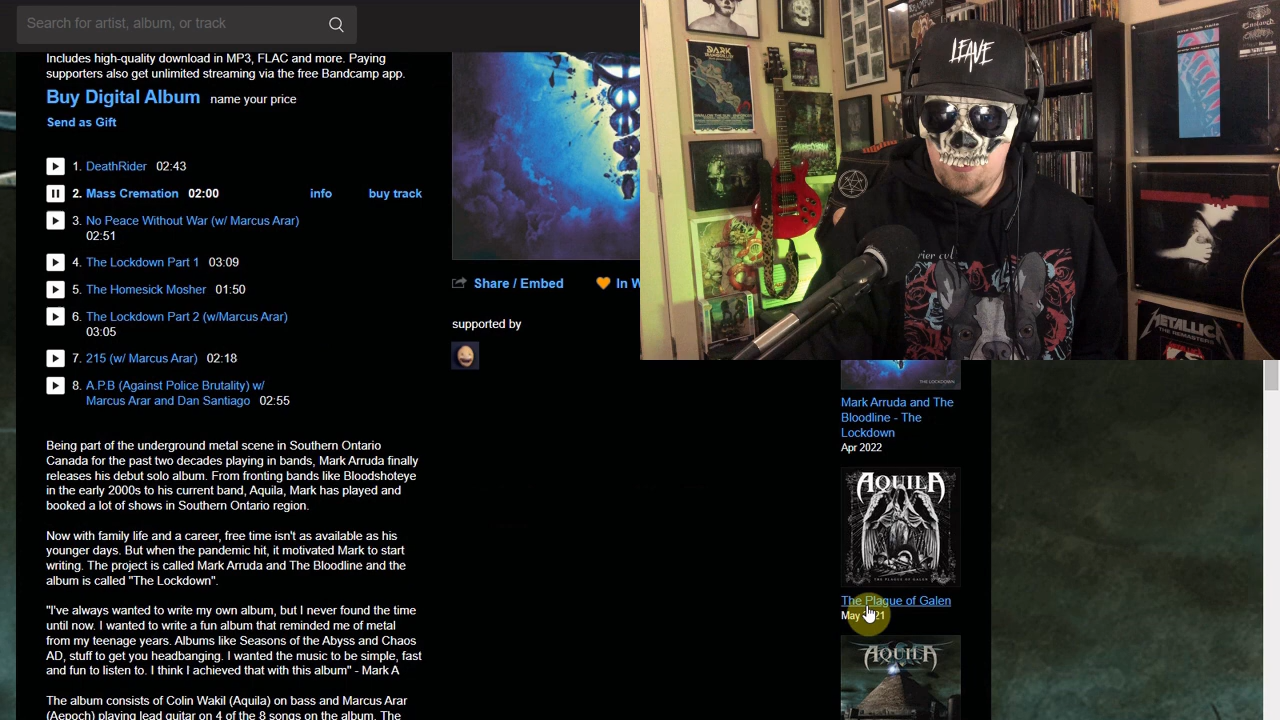 Search for artist, album, or track
Includes high-quality download in MP3, FLAC and more. Paying
supporters also get unlimited streaming via the free Bandcamp app.
Buy Digital Album name your price
Send as Gift
1. DeathRider 02:43
2. Mass Cremation 02:00 info buy track
3. No Peace Without War (w/ Marcus Arar)
02:51
4. The Lockdown Part 1 03:09
5. The Homesick Mosher 01:50
6. The Lockdown Part 2 (w/Marcus Arar)
03:05
7. 215 (w/ Marcus Arar) 02:18
8. A.P.B (Against Police Brutality) w/
Marcus Arar and Dan Santiago 02:55
Being part of the underground metal scene in Southern Ontario
Canada for the past two decades playing in bands, Mark Arruda finally
releases his debut solo album. From fronting bands like Bloodshoteye
in the early 2000s to his current band, Aquila, Mark has played and
booked a lot of shows in Southern Ontario region.
Now with family life and a career, free time isn't as available as his
younger days. But when the pandemic hit, it motivated Mark to start
writing. The project is called Mark Arruda and The Bloodline and the
album is called "The Lockdown".
"I've always wanted to write my own album, but I never found the time
until now. I wanted to write a fun album that reminded me of metal
from my teenage years. Albums like Seasons of the Abyss and Chaos
AD, stuff to get you headbanging. I wanted the music to be simple, fast
and fun to listen to. I think I achieved that with this album" - Mark A
The album consists of Colin Wakil (Aquila) on bass and Marcus Arar
(Aepoch) playing lead guitar on 4 of the 8 songs on the album. The
Share / Embed In W
supported by
LEAVE
DARK
METALLICA
THE REMASTERS
THE LOCKDOWN
Mark Arruda and The
Bloodline - The
Lockdown
Apr 2022
AQUILA
THE PLAGUE OF GALEN
The Plague of Galen
May 21
AQUILA